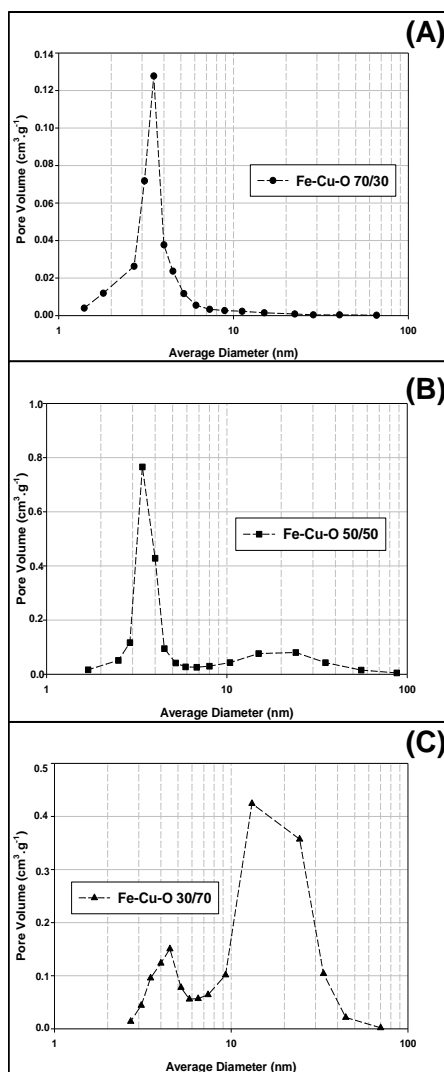 (A)
0.14
0.12
0.10
0.08
0.06
0.04
0.02
0.00
Pore Volume (cm³.g⁻¹)
Fe-Cu-O 70/30
1 10 100
Average Diameter (nm)
(B)
1.0
0.8
0.6
0.4
0.2
0.0
Pore Volume (cm³.g⁻¹)
Fe-Cu-O 50/50
1 10 100
Average Diameter (nm)
(C)
0.5
0.4
0.3
0.2
0.1
0.0
Pore Volume (cm³.g⁻¹)
Fe-Cu-O 30/70
1 10 100
Average Diameter (nm)